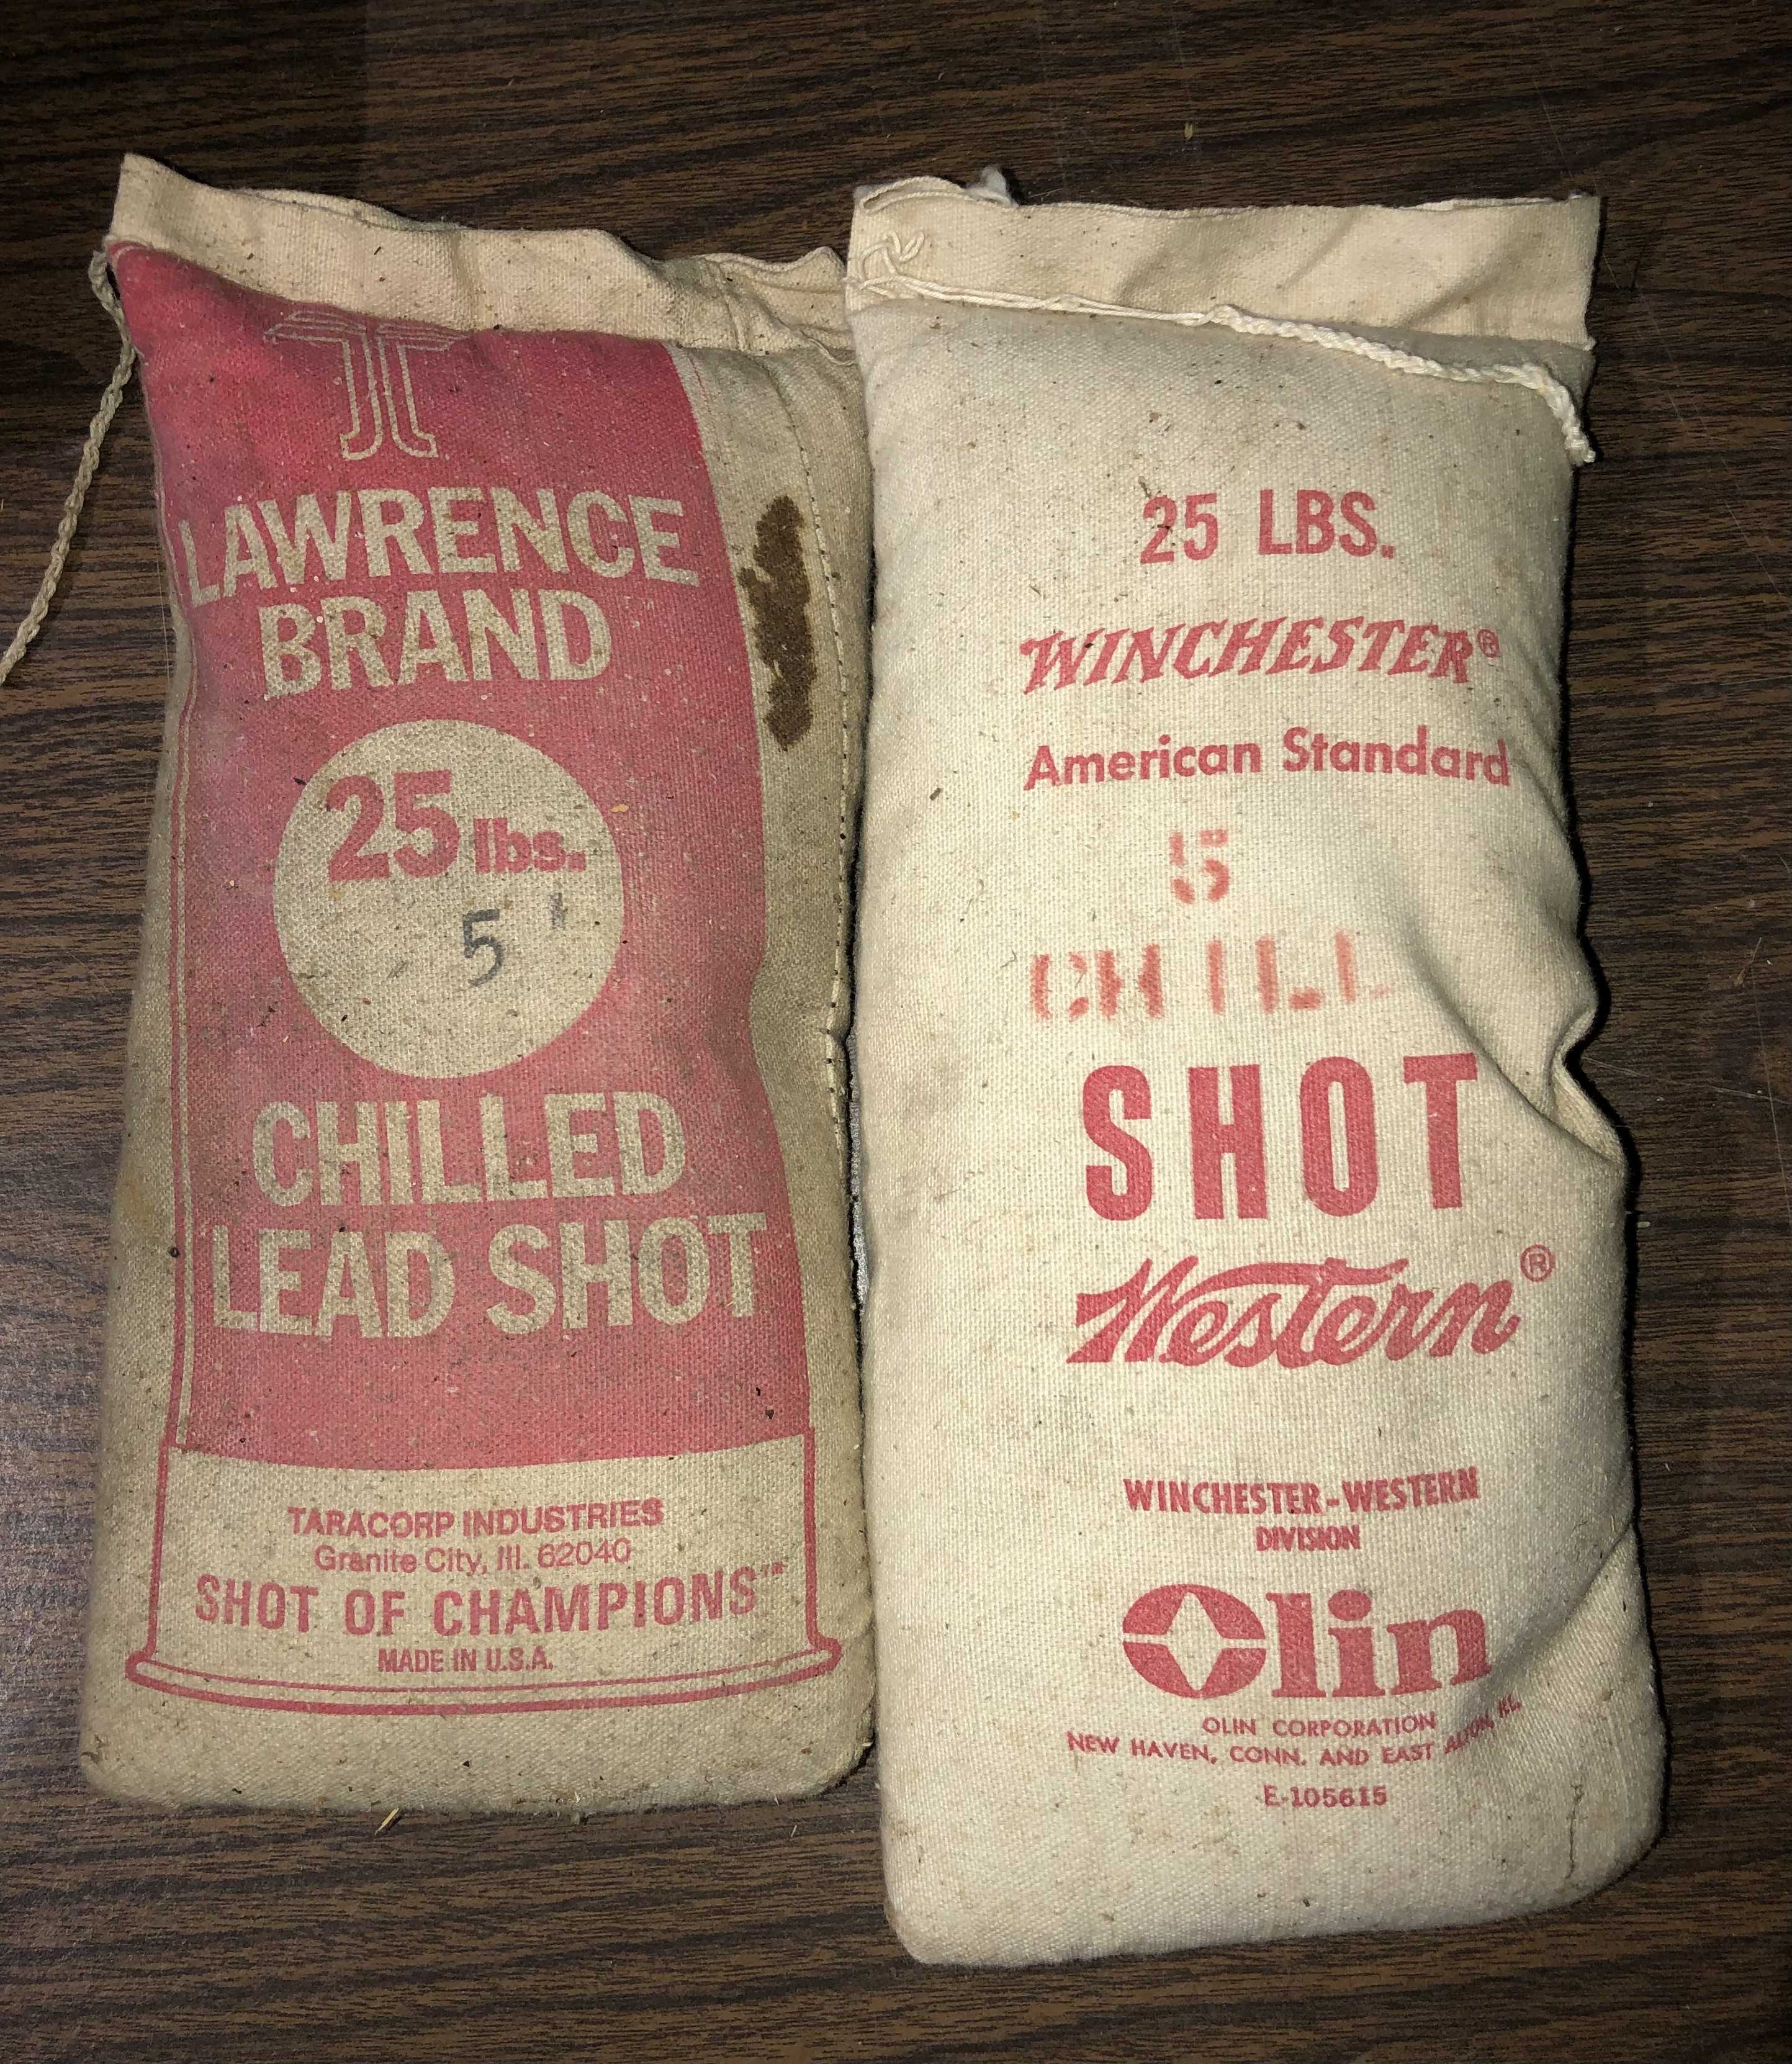 LAWRENCE
BRAND
25 lbs.
5
CHILLED
LEAD SHOT
TARACORP INDUSTRIES
Granite City, Ill. 62040
SHOT OF CHAMPIONS™
MADE IN U.S.A.
25 LBS.
WINCHESTER®
American Standard
5
CHILL
SHOT
Western®
WINCHESTER-WESTERN
DIVISION
Olin
OLIN CORPORATION
NEW HAVEN, CONN. AND EAST ALTON, ILL.
E-105615